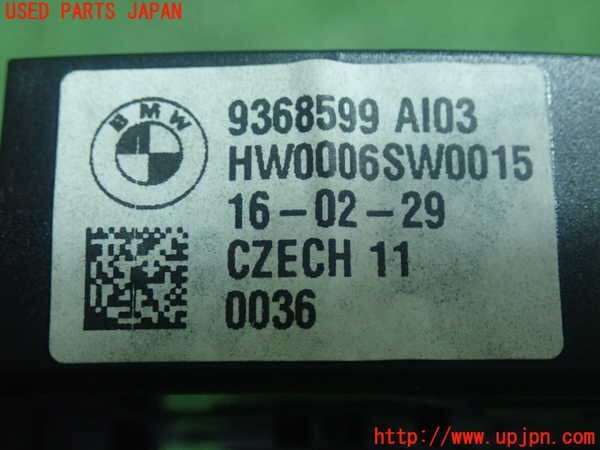 USED PARTS JAPAN
BMW
9368599 AI03
HW0006SW0015
16-02-29
CZECH 11
0036
http://www.upjpn.com/